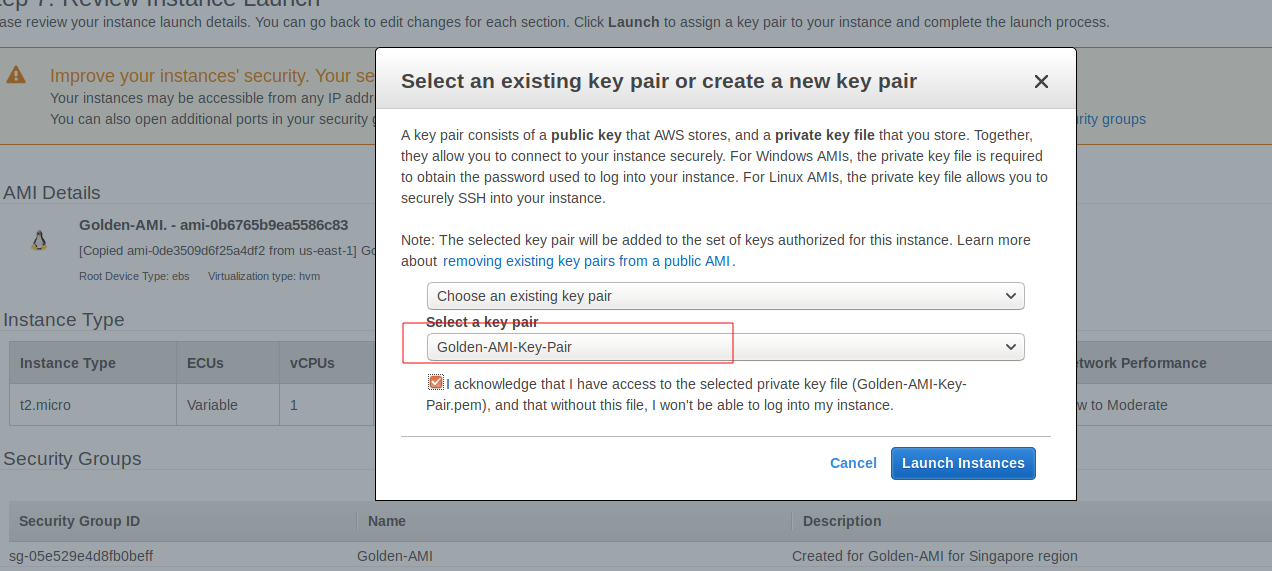 tep 7: Review Instance Launch
ase review your instance launch details. You can go back to edit changes for each section. Click Launch to assign a key pair to your instance and complete the launch process.
Improve your instances' security. Your se
Your instances may be accessible from any IP addr
You can also open additional ports in your security g
urity groups
Select an existing key pair or create a new key pair
A key pair consists of a public key that AWS stores, and a private key file that you store. Together,
they allow you to connect to your instance securely. For Windows AMIs, the private key file is required
to obtain the password used to log into your instance. For Linux AMIs, the private key file allows you to
securely SSH into your instance.
Note: The selected key pair will be added to the set of keys authorized for this instance. Learn more
about removing existing key pairs from a public AMI .
Choose an existing key pair
Select a key pair
Golden-AMI-Key-Pair
I acknowledge that I have access to the selected private key file (Golden-AMI-Key-
Pair.pem), and that without this file, I won't be able to log into my instance.
Cancel Launch Instances
AMI Details
Golden-AMI. - ami-0b6765b9ea5586c83
[Copied ami-0de3509d6f25a4df2 from us-east-1] Go
Root Device Type: ebs Virtualization type: hvm
Instance Type
Instance Type ECUs vCPUs twork Performance
t2.micro Variable 1 w to Moderate
Security Groups
Security Group ID Name Description
sg-05e529e4d8fb0beff Golden-AMI Created for Golden-AMI for Singapore region